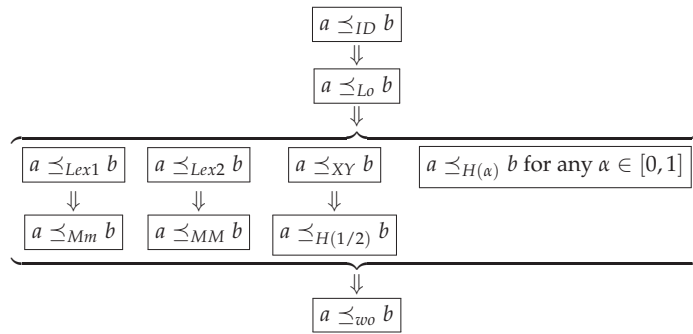 a ⪯_{ID} b
⇓
a ⪯_{Lo} b
⇓
a ⪯_{Lex1} b a ⪯_{Lex2} b a ⪯_{XY} b a ⪯_{H(α)} b for any α ∈ [0, 1]
⇓ ⇓ ⇓
a ⪯_{Mm} b a ⪯_{MM} b a ⪯_{H(1/2)} b
⇓
a ⪯_{wo} b